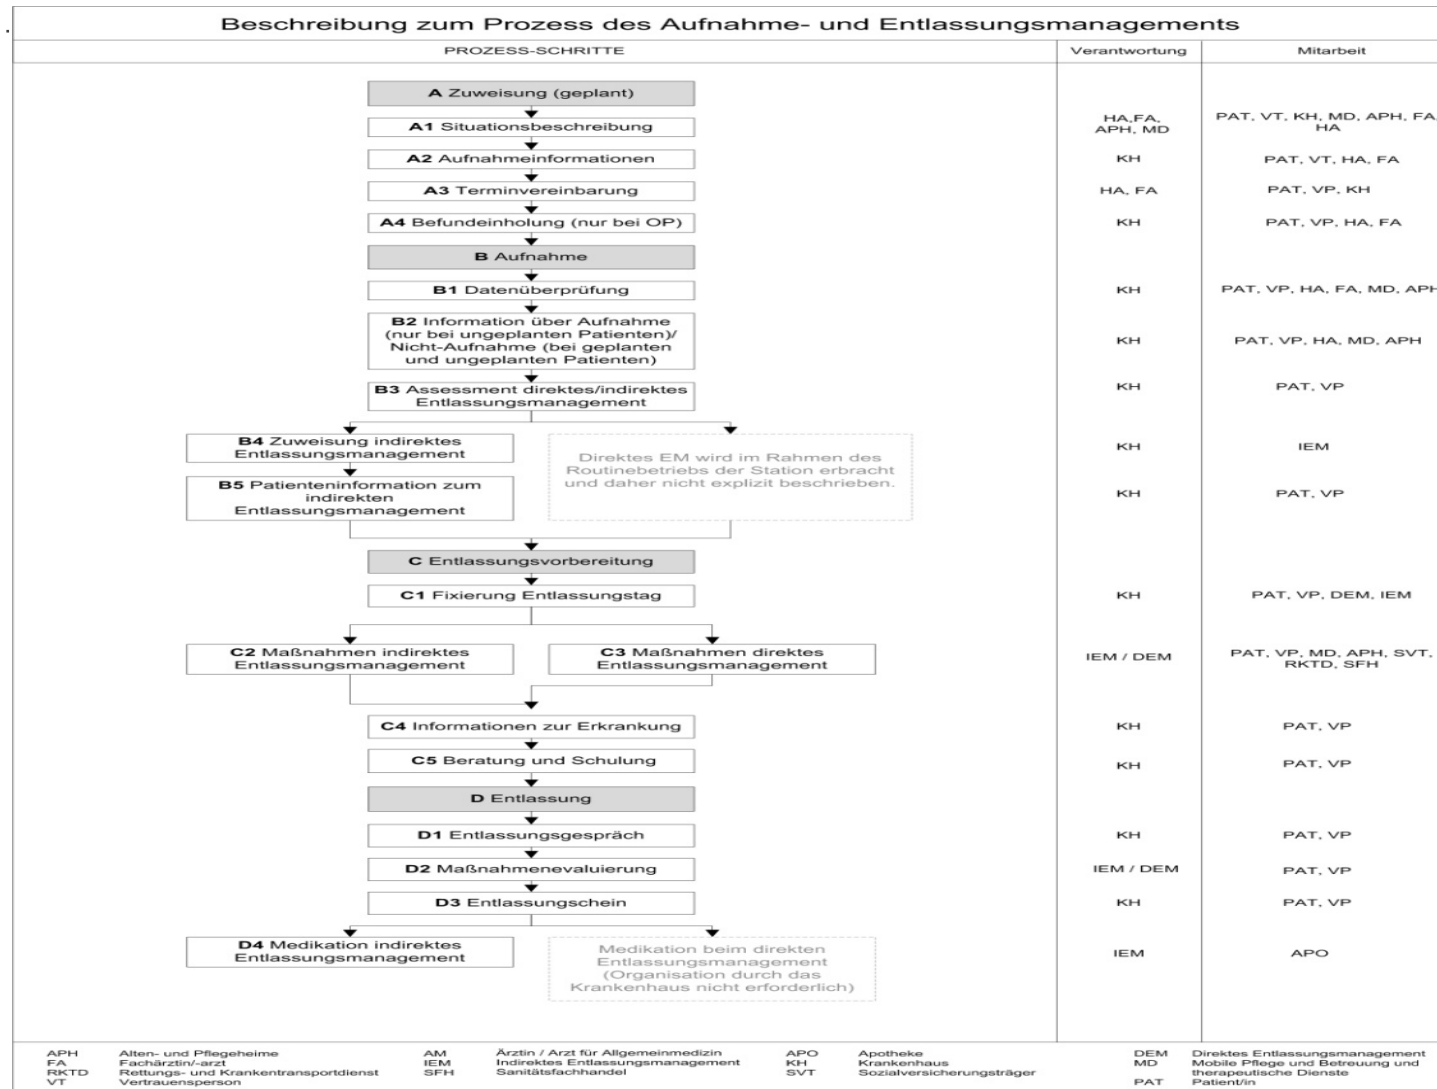 Beschreibung zum Prozess des Aufnahme- und Entlassungsmanagements
.
PROZESS-SCHRITTE Verantwortung Mitarbeit
A Zuweisung (geplant)
A1 Situationsbeschreibung HA,FA, APH, MD PAT, VT, KH, MD, APH, FA, HA
A2 Aufnahmeinformationen KH PAT, VT, HA, FA
A3 Terminvereinbarung HA, FA PAT, VP, KH
A4 Befundeinholung (nur bei OP) KH PAT, VP, HA, FA
B Aufnahme
B1 Datenüberprüfung KH PAT, VP, HA, FA, MD, APH
B2 Information über Aufnahme
(nur bei ungeplanten Patienten)/
Nicht-Aufnahme (bei geplanten
und ungeplanten Patienten)
KH PAT, VP, HA, MD, APH
B3 Assessment direktes/indirektes
Entlassungsmanagement
KH PAT, VP
B4 Zuweisung indirektes
Entlassungsmanagement
Direktes EM wird im Rahmen des
Routinebetriebs der Station erbracht
und daher nicht explizit beschrieben.
KH IEM
B5 Patienteninformation zum
indirekten
Entlassungsmanagement
KH PAT, VP
C Entlassungsvorbereitung
C1 Fixierung Entlassungstag KH PAT, VP, DEM, IEM
C2 Maßnahmen indirektes
Entlassungsmanagement
C3 Maßnahmen direktes
Entlassungsmanagement
IEM / DEM PAT, VP, MD, APH, SVT,
RKTD, SFH
C4 Informationen zur Erkrankung KH PAT, VP
C5 Beratung und Schulung KH PAT, VP
D Entlassung
D1 Entlassungsgespräch KH PAT, VP
D2 Maßnahmenevaluierung IEM / DEM PAT, VP
D3 Entlassungschein KH PAT, VP
D4 Medikation indirektes
Entlassungsmanagement
Medikation beim direkten
Entlassungsmanagement
(Organisation durch das
Krankenhaus nicht erforderlich)
IEM APO
APH Alten- und Pflegeheime AM Ärztin / Arzt für Allgemeinmedizin APO Apotheke DEM Direktes Entlassungsmanagement
FA Fachärztin/-arzt IEM Indirektes Entlassungsmanagement KH Krankenhaus MD Mobile Pflege und Betreuung und
RKTD Rettungs- und Krankentransportdienst SFH Sanitätsfachhandel SVT Sozialversicherungsträger therapeutische Dienste
VT Vertrauensperson PAT Patient/in